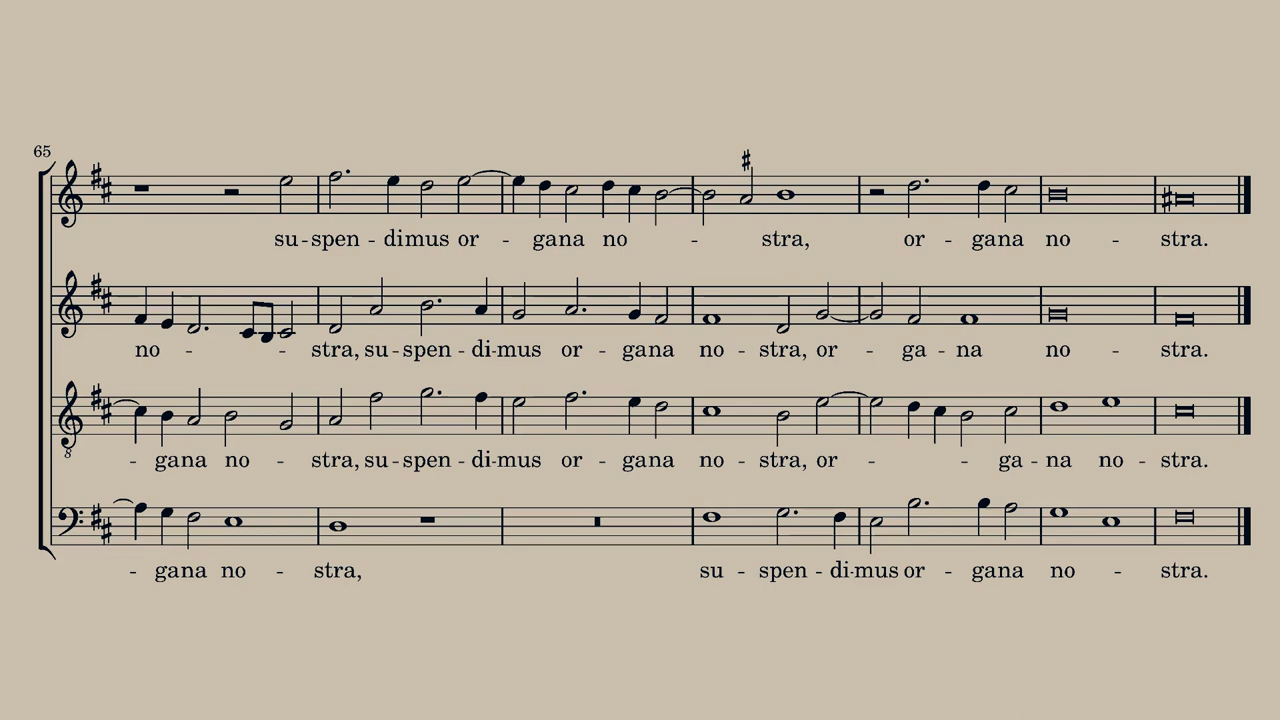 65
su - spen - dimus or - gana no - stra, or - gana no - stra.
no - - stra, su - spen - di - mus or - gana no - stra, or - ga - na no - stra.
8
- gana no - stra, su - spen - di - mus or - gana no - stra, or - - ga - na no - stra.
- gana no - stra, su - spen - di - mus or - gana no - stra.